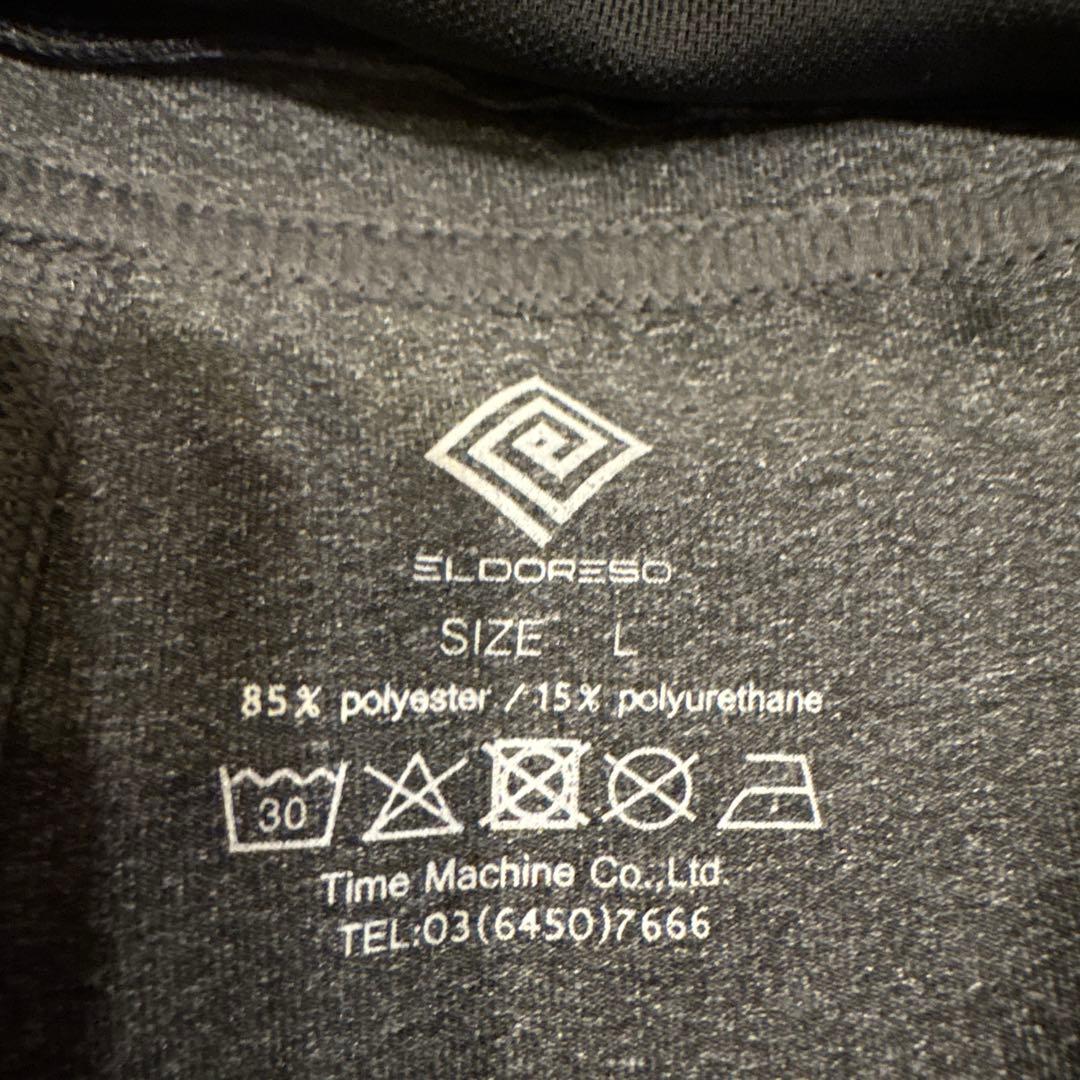 ELDORESO
SIZE L
85% polyester / 15% polyurethane
30
Time Machine Co.,Ltd.
TEL:03(6450)7666